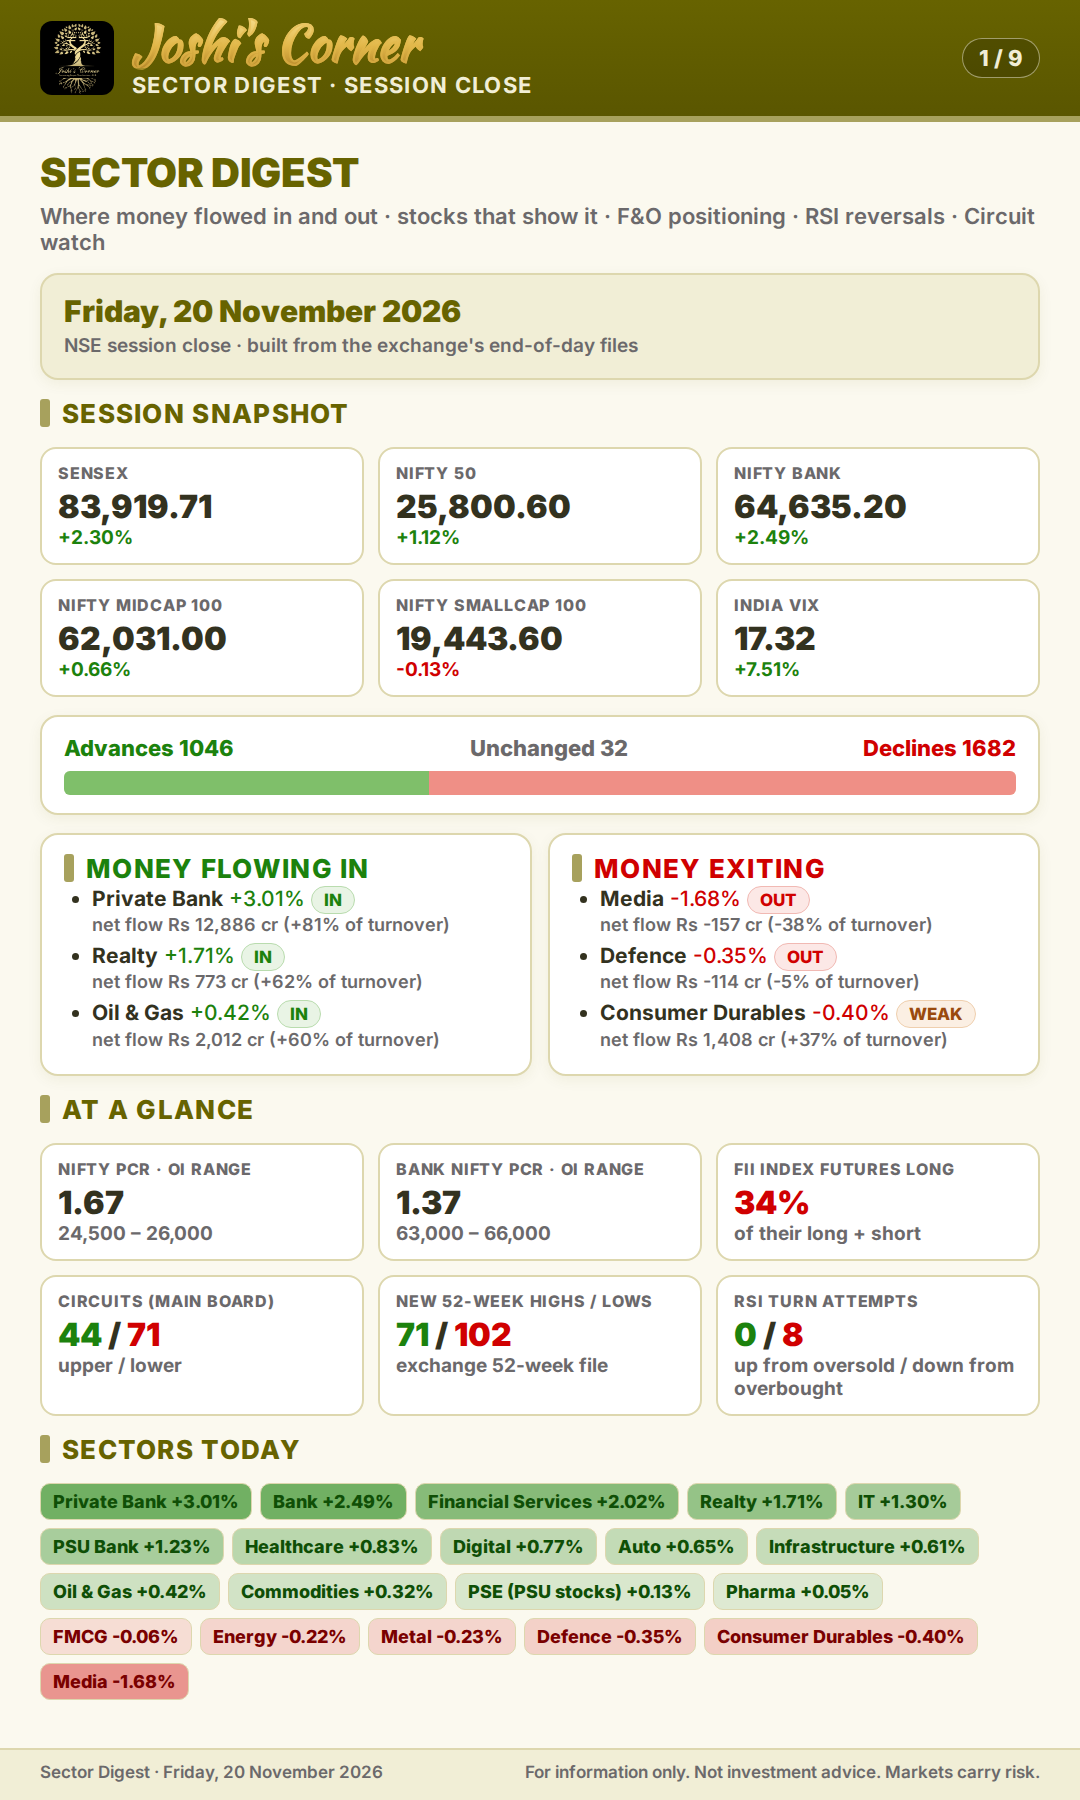 Joshi's Corner
Joshi's Corner
SECTOR DIGEST · SESSION CLOSE
1 / 9
SECTOR DIGEST
Where money flowed in and out · stocks that show it · F&O positioning · RSI reversals · Circuit
watch
Friday, 20 November 2026
NSE session close · built from the exchange's end-of-day files
SESSION SNAPSHOT
SENSEX
83,919.71
+2.30%
NIFTY 50
25,800.60
+1.12%
NIFTY BANK
64,635.20
+2.49%
NIFTY MIDCAP 100
62,031.00
+0.66%
NIFTY SMALLCAP 100
19,443.60
-0.13%
INDIA VIX
17.32
+7.51%
Advances 1046
Unchanged 32
Declines 1682
MONEY FLOWING IN
• Private Bank +3.01% IN
net flow Rs 12,886 cr (+81% of turnover)
• Realty +1.71% IN
net flow Rs 773 cr (+62% of turnover)
• Oil & Gas +0.42% IN
net flow Rs 2,012 cr (+60% of turnover)
MONEY EXITING
• Media -1.68% OUT
net flow Rs -157 cr (-38% of turnover)
• Defence -0.35% OUT
net flow Rs -114 cr (-5% of turnover)
• Consumer Durables -0.40% WEAK
net flow Rs 1,408 cr (+37% of turnover)
AT A GLANCE
NIFTY PCR · OI RANGE
1.67
24,500 – 26,000
BANK NIFTY PCR · OI RANGE
1.37
63,000 – 66,000
FII INDEX FUTURES LONG
34%
of their long + short
CIRCUITS (MAIN BOARD)
44 / 71
upper / lower
NEW 52-WEEK HIGHS / LOWS
71 / 102
exchange 52-week file
RSI TURN ATTEMPTS
0 / 8
up from oversold / down from
overbought
SECTORS TODAY
Private Bank +3.01% Bank +2.49% Financial Services +2.02% Realty +1.71% IT +1.30%
PSU Bank +1.23% Healthcare +0.83% Digital +0.77% Auto +0.65% Infrastructure +0.61%
Oil & Gas +0.42% Commodities +0.32% PSE (PSU stocks) +0.13% Pharma +0.05%
FMCG -0.06% Energy -0.22% Metal -0.23% Defence -0.35% Consumer Durables -0.40%
Media -1.68%
Sector Digest · Friday, 20 November 2026
For information only. Not investment advice. Markets carry risk.